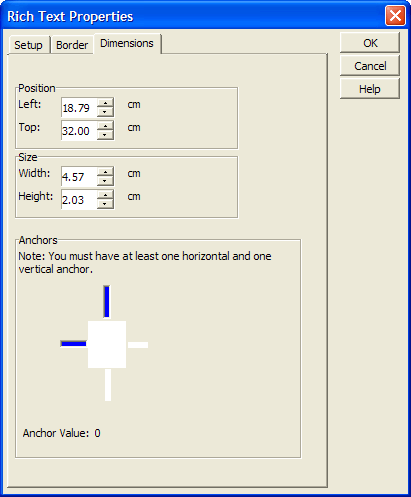 Rich Text Properties
Setup Border Dimensions
OK
Cancel
Help
Position
Left: 18.79 cm
Top: 32.00 cm
Size
Width: 4.57 cm
Height: 2.03 cm
Anchors
Note: You must have at least one horizontal and one
vertical anchor.
Anchor Value: 0